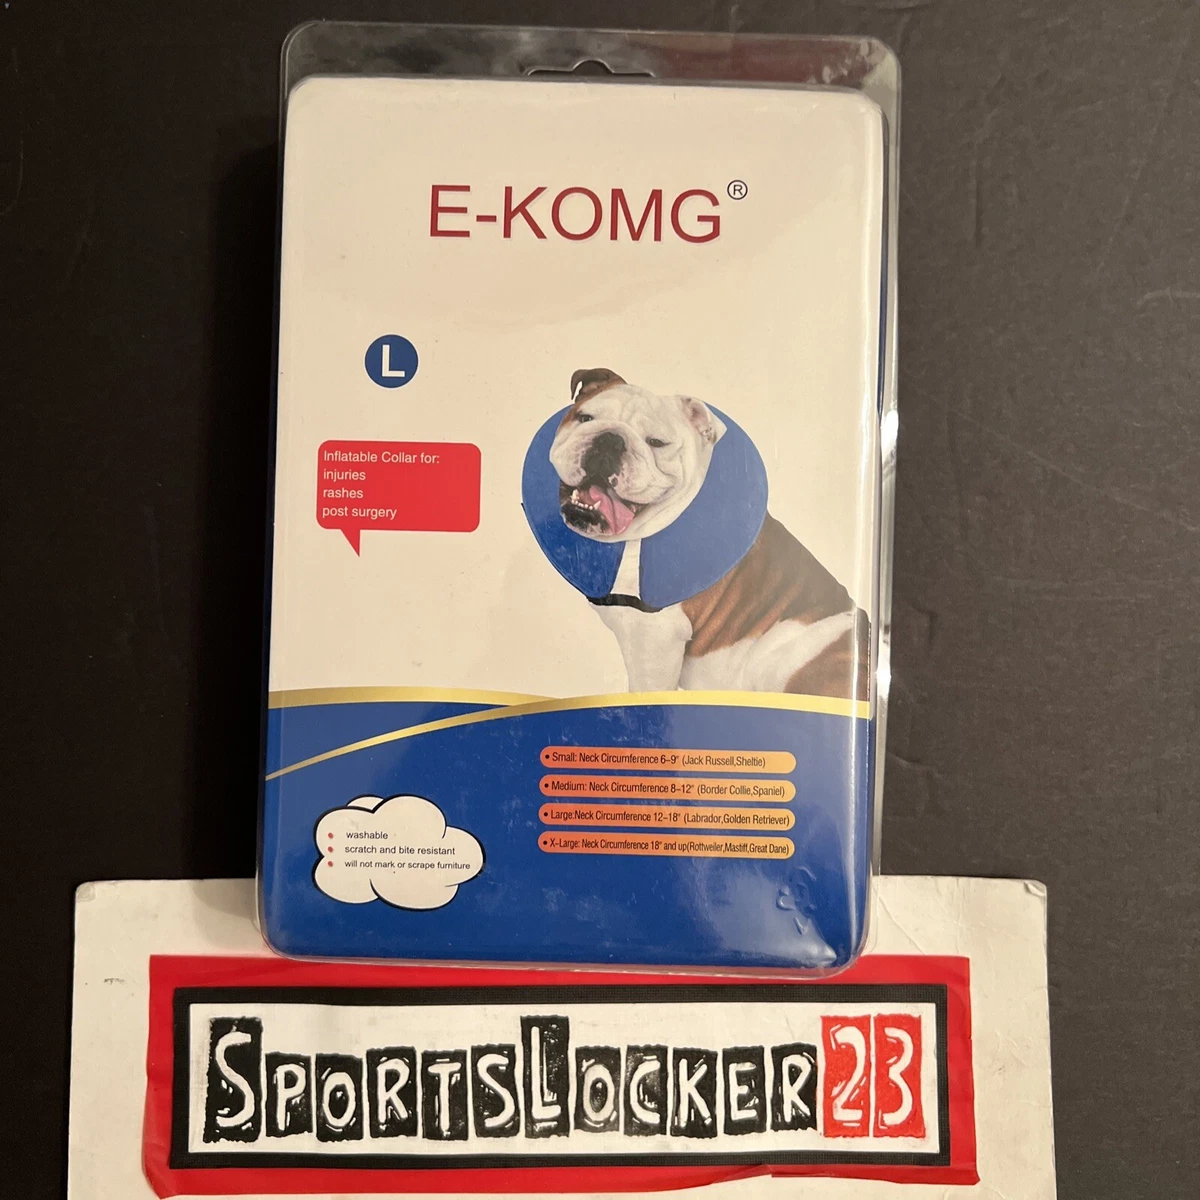 E-KOMG®
L
Inflatable Collar for:
injuries
rashes
post surgery
• Small: Neck Circumference 6–9" (Jack Russell,Sheltie)
• Medium: Neck Circumference 8–12" (Border Collie,Spaniel)
• Large:Neck Circumference 12–18" (Labrador,Golden Retriever)
• X–Large: Neck Circumference 18" and up(Rottweiler,Mastiff,Great Dane)
• washable
• scratch and bite resistant
• will not mark or scrape furniture
SPORTSLOCKER23